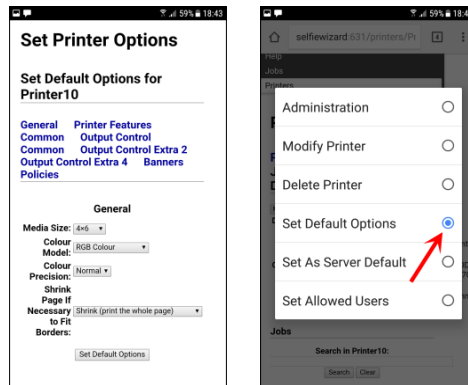 59% 18:43
Set Printer Options
Set Default Options for
Printer10
General Printer Features
Common Output Control
Common Output Control Extra 2
Output Control Extra 4 Banners
Policies
General
Media Size: 4×6
Colour
Model: RGB Colour
Colour
Precision: Normal
Shrink
Page If
Necessary Shrink (print the whole page)
to Fit
Borders:
Set Default Options
59% 18:43
selfiewizard:631/printers/Pr 4
Help
Jobs
Printers
Administration
Modify Printer
Delete Printer
Set Default Options
Set As Server Default
Set Allowed Users
Jobs
Search in Printer10:
Search Clear